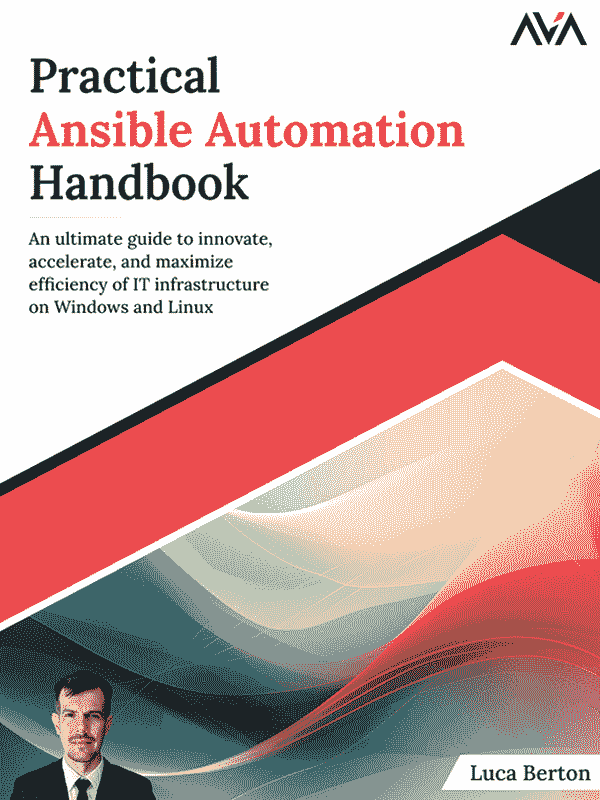 AVA
Practical
Ansible Automation
Handbook
An ultimate guide to innovate,
accelerate, and maximize
efficiency of IT infrastructure
on Windows and Linux
Luca Berton